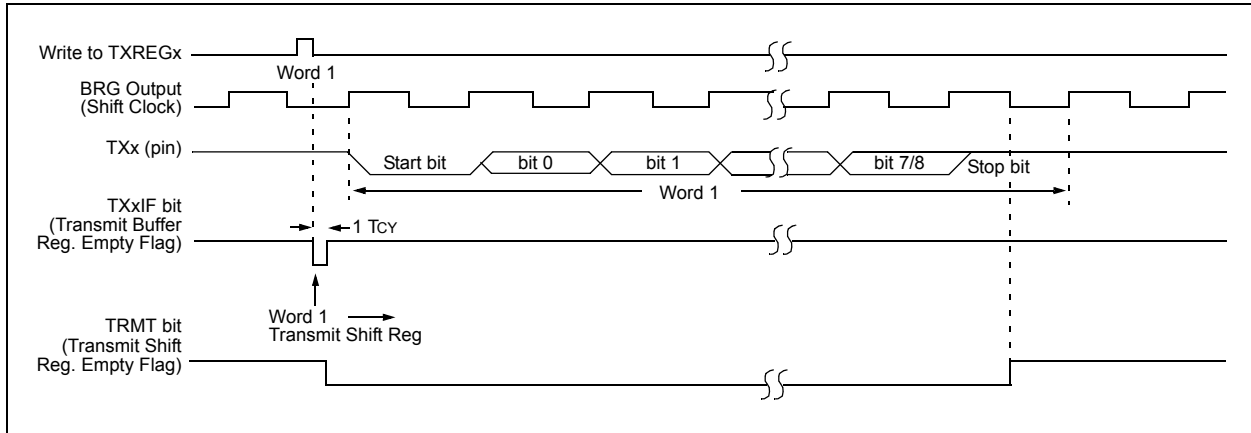 Write to TXREGx
Word 1
BRG Output
(Shift Clock)
TXx (pin)
Start bit
bit 0
bit 1
bit 7/8
Stop bit
Word 1
TXxIF bit
(Transmit Buffer
Reg. Empty Flag)
1 TCY
Word 1
Transmit Shift Reg
TRMT bit
(Transmit Shift
Reg. Empty Flag)